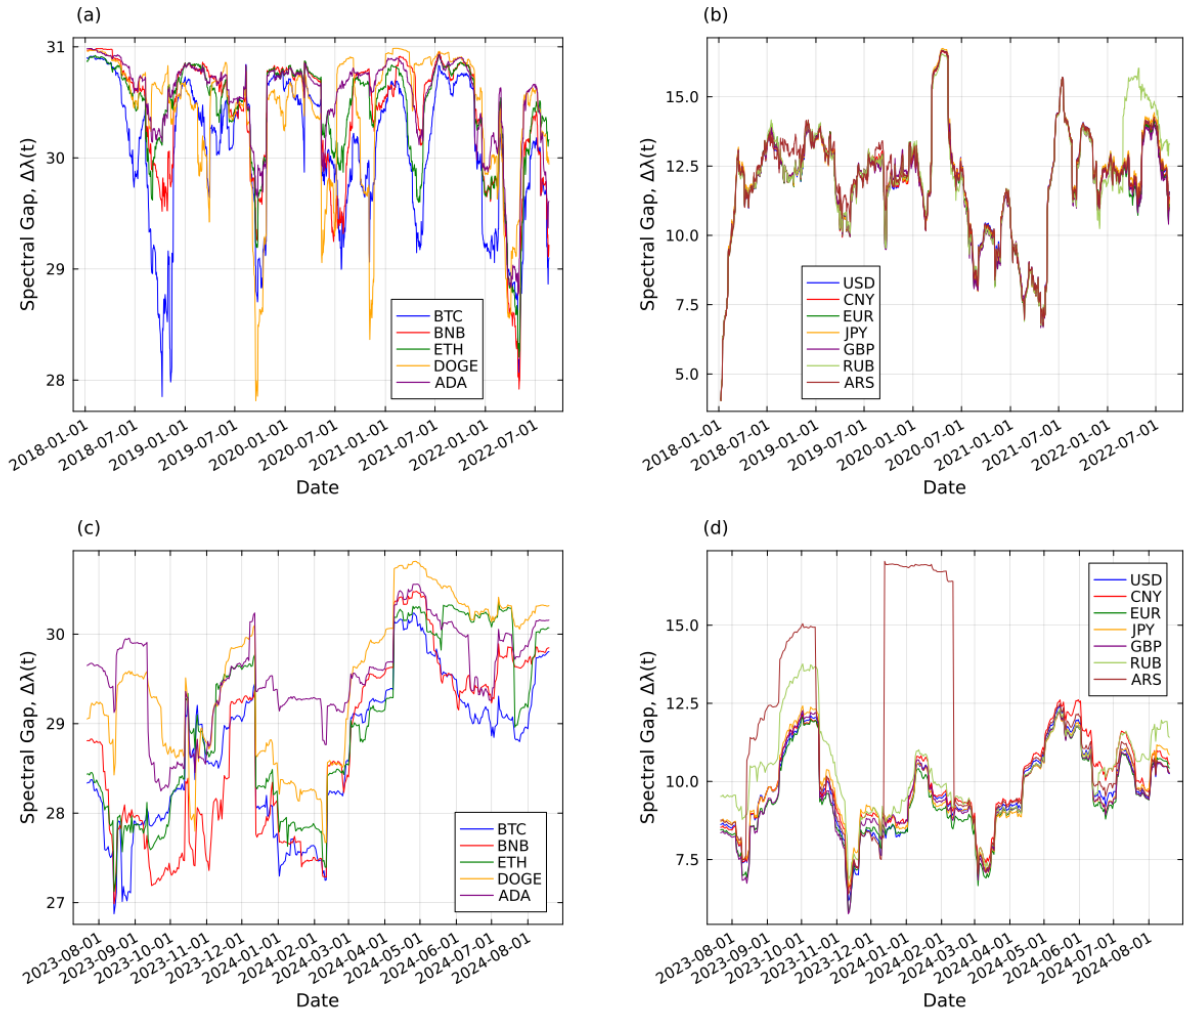 (a)
31
30
29
28
Spectral Gap, Δλ(t)
BTC
BNB
ETH
DOGE
ADA
2018-01-01
2018-07-01
2019-01-01
2019-07-01
2020-01-01
2020-07-01
2021-01-01
2021-07-01
2022-01-01
2022-07-01
Date
(b)
15.0
12.5
10.0
7.5
5.0
Spectral Gap, Δλ(t)
USD
CNY
EUR
JPY
GBP
RUB
ARS
2018-01-01
2018-07-01
2019-01-01
2019-07-01
2020-01-01
2020-07-01
2021-01-01
2021-07-01
2022-01-01
2022-07-01
Date
(c)
30
29
28
27
Spectral Gap, Δλ(t)
BTC
BNB
ETH
DOGE
ADA
2023-08-01
2023-09-01
2023-10-01
2023-11-01
2023-12-01
2024-01-01
2024-02-01
2024-03-01
2024-04-01
2024-05-01
2024-06-01
2024-07-01
2024-08-01
Date
(d)
15.0
12.5
10.0
7.5
Spectral Gap, Δλ(t)
USD
CNY
EUR
JPY
GBP
RUB
ARS
2023-08-01
2023-09-01
2023-10-01
2023-11-01
2023-12-01
2024-01-01
2024-02-01
2024-03-01
2024-04-01
2024-05-01
2024-06-01
2024-07-01
2024-08-01
Date